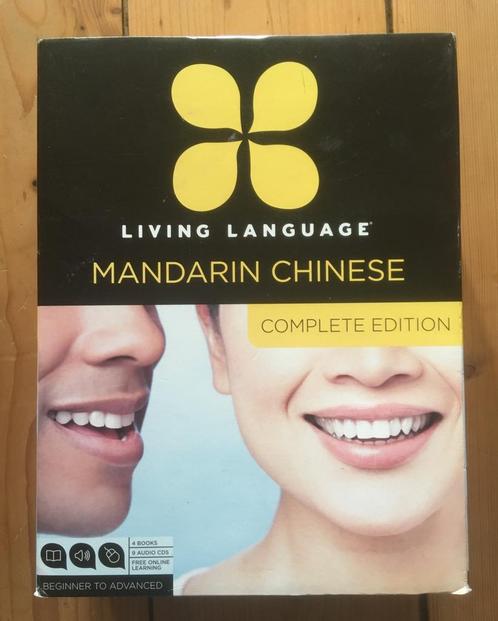 LIVING LANGUAGE®
MANDARIN CHINESE
COMPLETE EDITION
4 BOOKS
9 AUDIO CDS
FREE ONLINE
LEARNING
BEGINNER TO ADVANCED